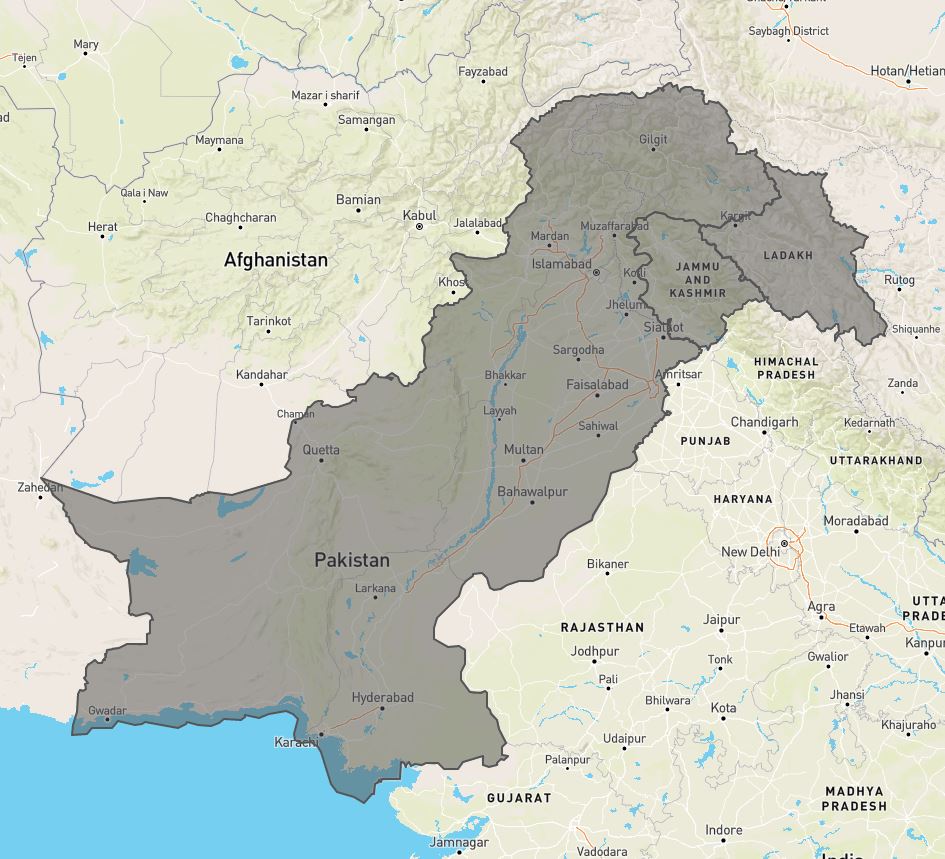 Saybagh District
Mary
Tejen
Hotan/Hetian
Fayzabad
Mazar i sharif
Samangan
Maymana
Gilgit
Qala i Naw
Bamian
Chaghcharan
Kabul
Jalalabad
Kargil
Herat
Mardan
Muzaffarabad
Afghanistan
Islamabad
LADAKH
JAMMU
AND
KASHMIR
Kotli
Khos
Rutog
Jhelum
Tarinkot
Sialkot
Shiquanhe
Sargodha
HIMACHAL
PRADESH
Kandahar
Bhakkar
Faisalabad
Amritsar
Zanda
Chaman
Layyah
Sahiwal
Chandigarh
Kedarnath
PUNJAB
Quetta
Multan
UTTARAKHAND
Zahedan
Bahawalpur
HARYANA
Moradabad
New Delhi
Pakistan
Bikaner
Larkana
Agra
UTTA
PRADE
Etawah
RAJASTHAN
Jaipur
Kanpu
Jodhpur
Gwalior
Tonk
Pali
Hyderabad
Bhilwara
Jhansi
Gwadar
Kota
Khajuraho
Karachi
Udaipur
Palanpur
GUJARAT
MADHYA
PRADESH
Indore
Jamnagar
Vadodara
India